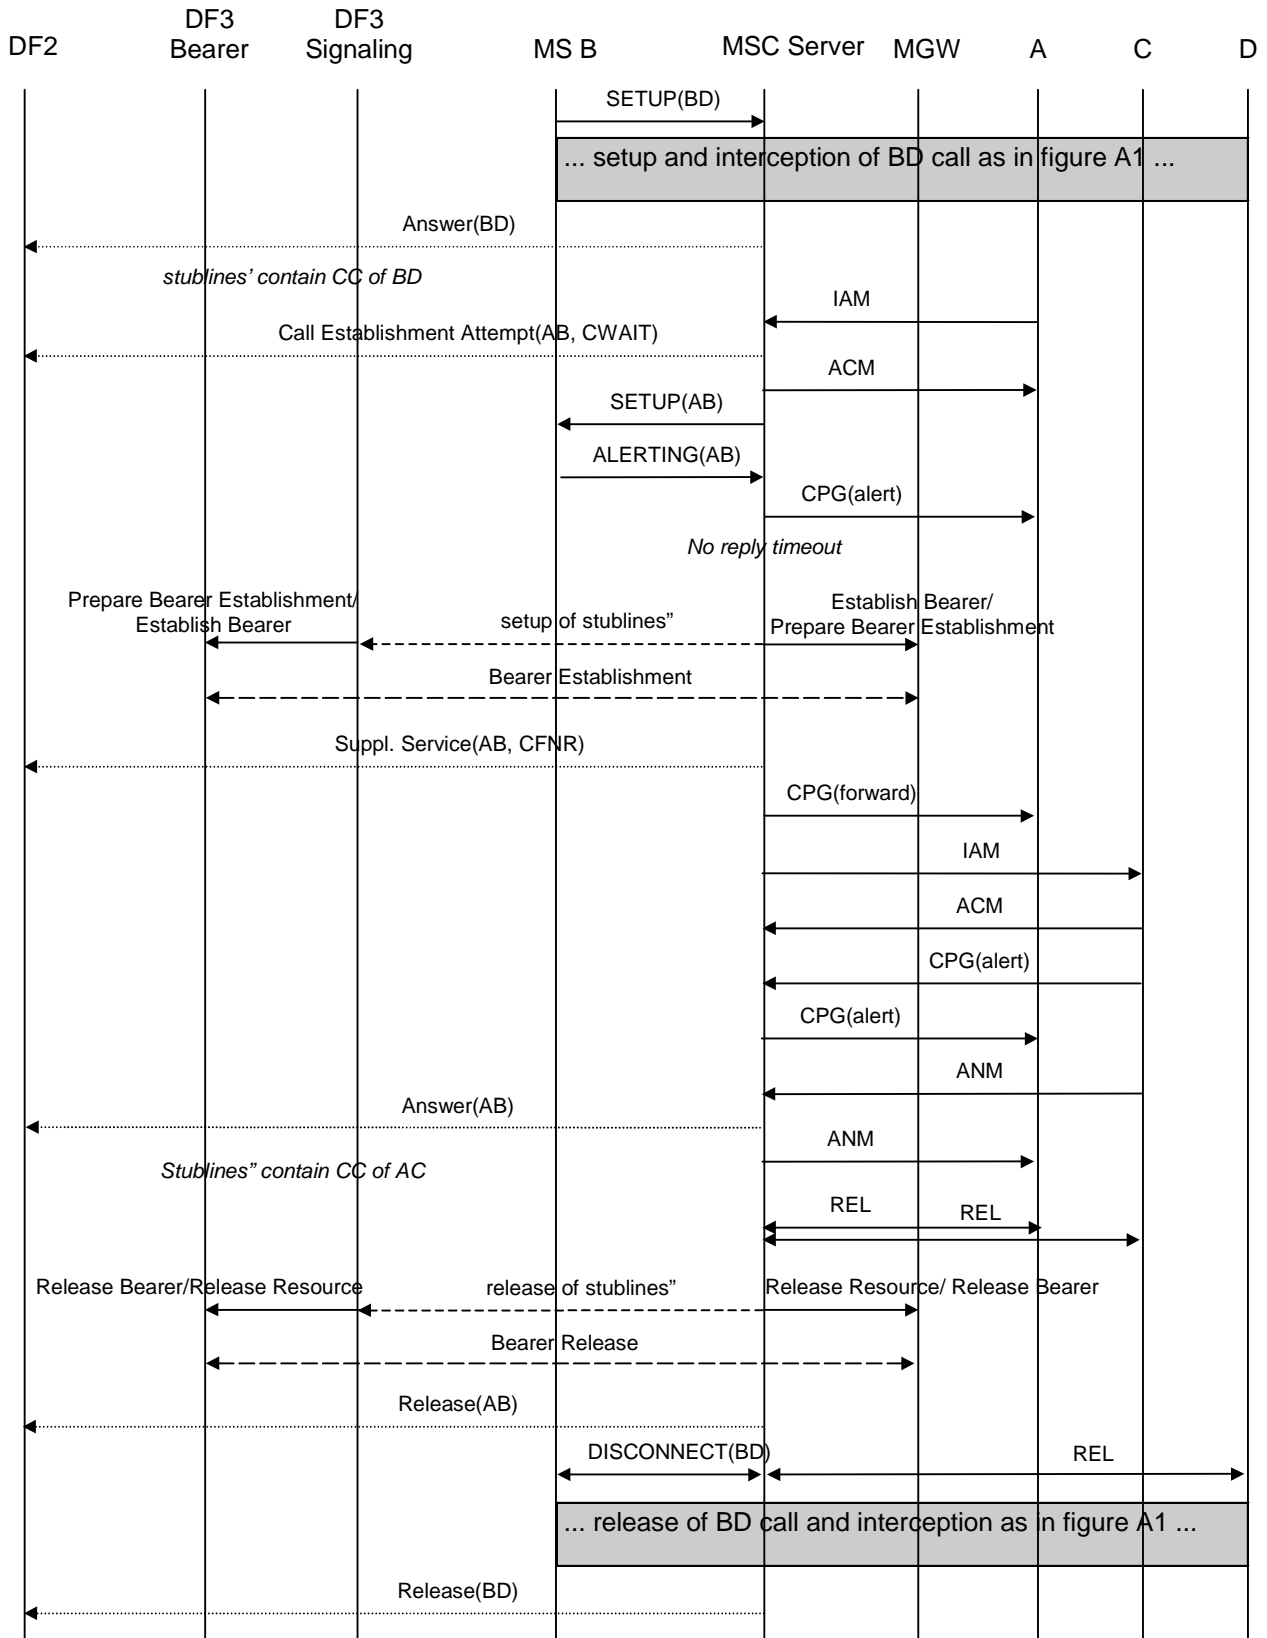 DF2
DF3
Bearer
DF3
Signaling
MS B
MSC Server
MGW
A
C
D
SETUP(BD)
... setup and interception of BD call as in figure A1 ...
Answer(BD)
stublines’ contain CC of BD
IAM
Call Establishment Attempt(AB, CWAIT)
ACM
SETUP(AB)
ALERTING(AB)
CPG(alert)
No reply timeout
Prepare Bearer Establishment/
Establish Bearer
setup of stublines”
Establish Bearer/
Prepare Bearer Establishment
Bearer Establishment
Suppl. Service(AB, CFNR)
CPG(forward)
IAM
ACM
CPG(alert)
CPG(alert)
ANM
Answer(AB)
ANM
Stublines” contain CC of AC
REL
REL
Release Bearer/Release Resource
release of stublines”
Release Resource/ Release Bearer
Bearer Release
Release(AB)
DISCONNECT(BD)
REL
... release of BD call and interception as in figure A1 ...
Release(BD)